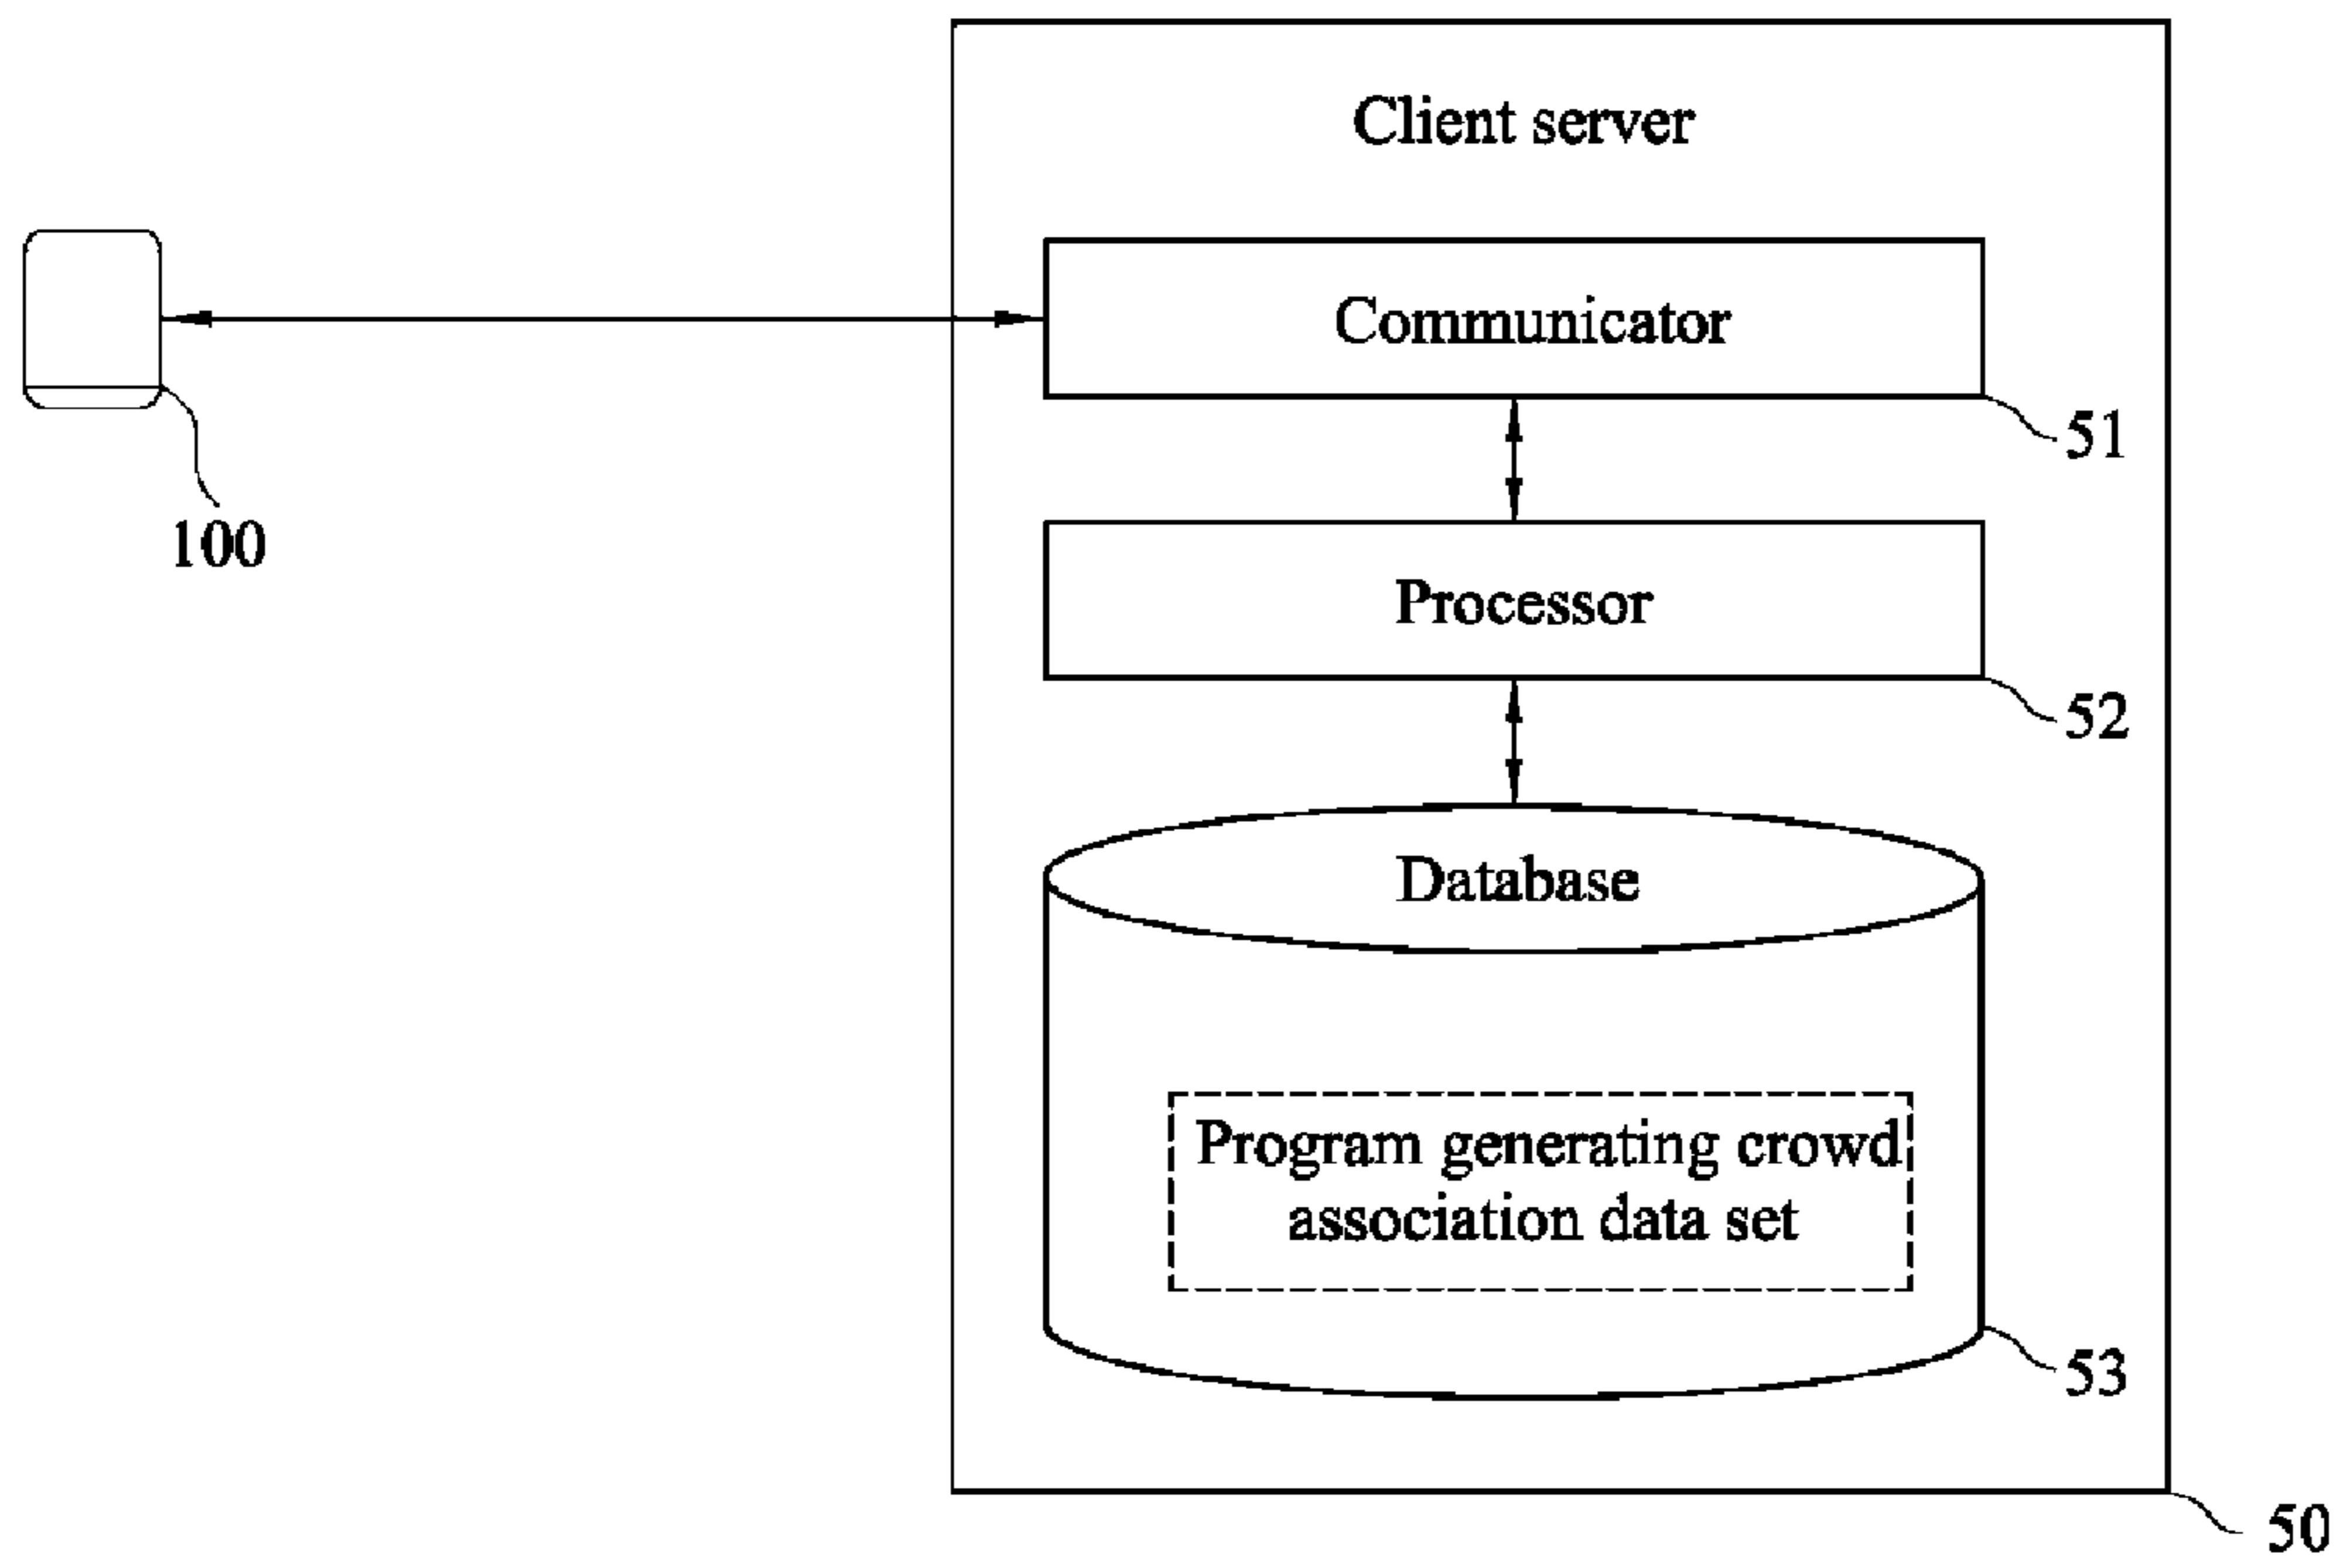 Client server
Communicator
51
100
Processor
52
Database
Program generating crowd
association data set
53
50